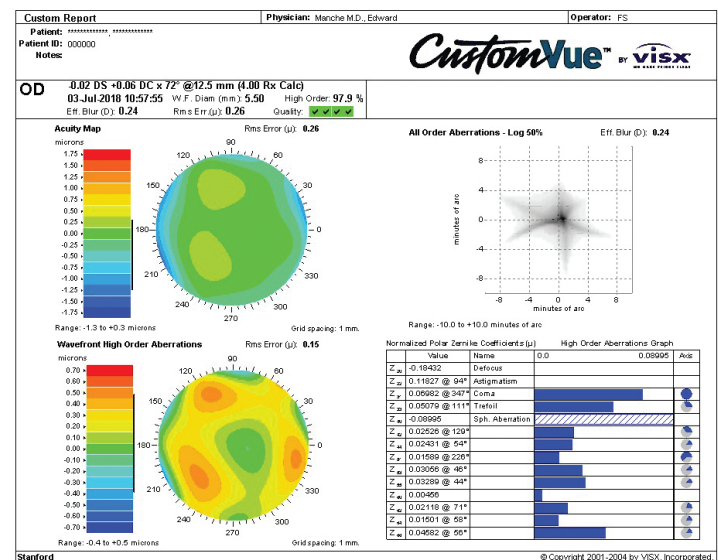 Custom Report
Physician: Manche M.D., Edward
Operator: FS
Patient: ************, ************
Patient ID: 000000
Notes:
CustomVue™ BY VISX
OD
-0.02 DS +0.06 DC x 72° @12.5 mm (4.00 Rx Calc)
03-Jul-2018 10:57:55 W.F. Diam (mm): 5.50 High Order: 97.9 %
Eff. Blur (D): 0.24 Rms Err.(µ): 0.26 Quality:
Acuity Map Rms Error (µ): 0.26
microns
1.75
1.50
1.25
1.00
0.75
0.50
0.25
0.00
-0.25
-0.50
-0.75
-1.00
-1.25
-1.50
-1.75
90
120
60
150
30
180
0
210
330
240
300
270
Range: -1.3 to +0.3 microns Grid spacing: 1 mm.
All Order Aberrations - Log 50% Eff. Blur (D): 0.24
minutes of arc
8
4
0
-4
-8
-8 -4 0 4 8
minutes of arc
Range: -10.0 to +10.0 minutes of arc
Wavefront High Order Aberrations Rms Error (µ): 0.15
microns
0.70
0.60
0.50
0.40
0.30
0.20
0.10
0.00
-0.10
-0.20
-0.30
-0.40
-0.50
-0.60
-0.70
90
120
60
150
30
180
0
210
330
240
300
270
Range: -0.4 to +0.5 microns Grid spacing: 1 mm.
Normalized Polar Zernike Coefficients (µ) High Order Aberrations Graph
Value Name 0.0 0.08995 Axis
Z -0.18432 Defocus
Z 0.11827 @ 94° Astigmatism
Z 0.06982 @ 347° Coma
Z 0.05079 @ 111° Trefoil
Z -0.08995 Sph. Aberration
Z 0.02526 @ 129°
Z 0.02431 @ 54°
Z 0.01589 @ 226°
Z 0.03056 @ 46°
Z 0.03289 @ 44°
Z 0.00456
Z 0.02118 @ 71°
Z 0.01501 @ 58°
Z 0.04582 @ 56°
Stanford
© Copyright 2001-2004 by VISX, Incorporated.